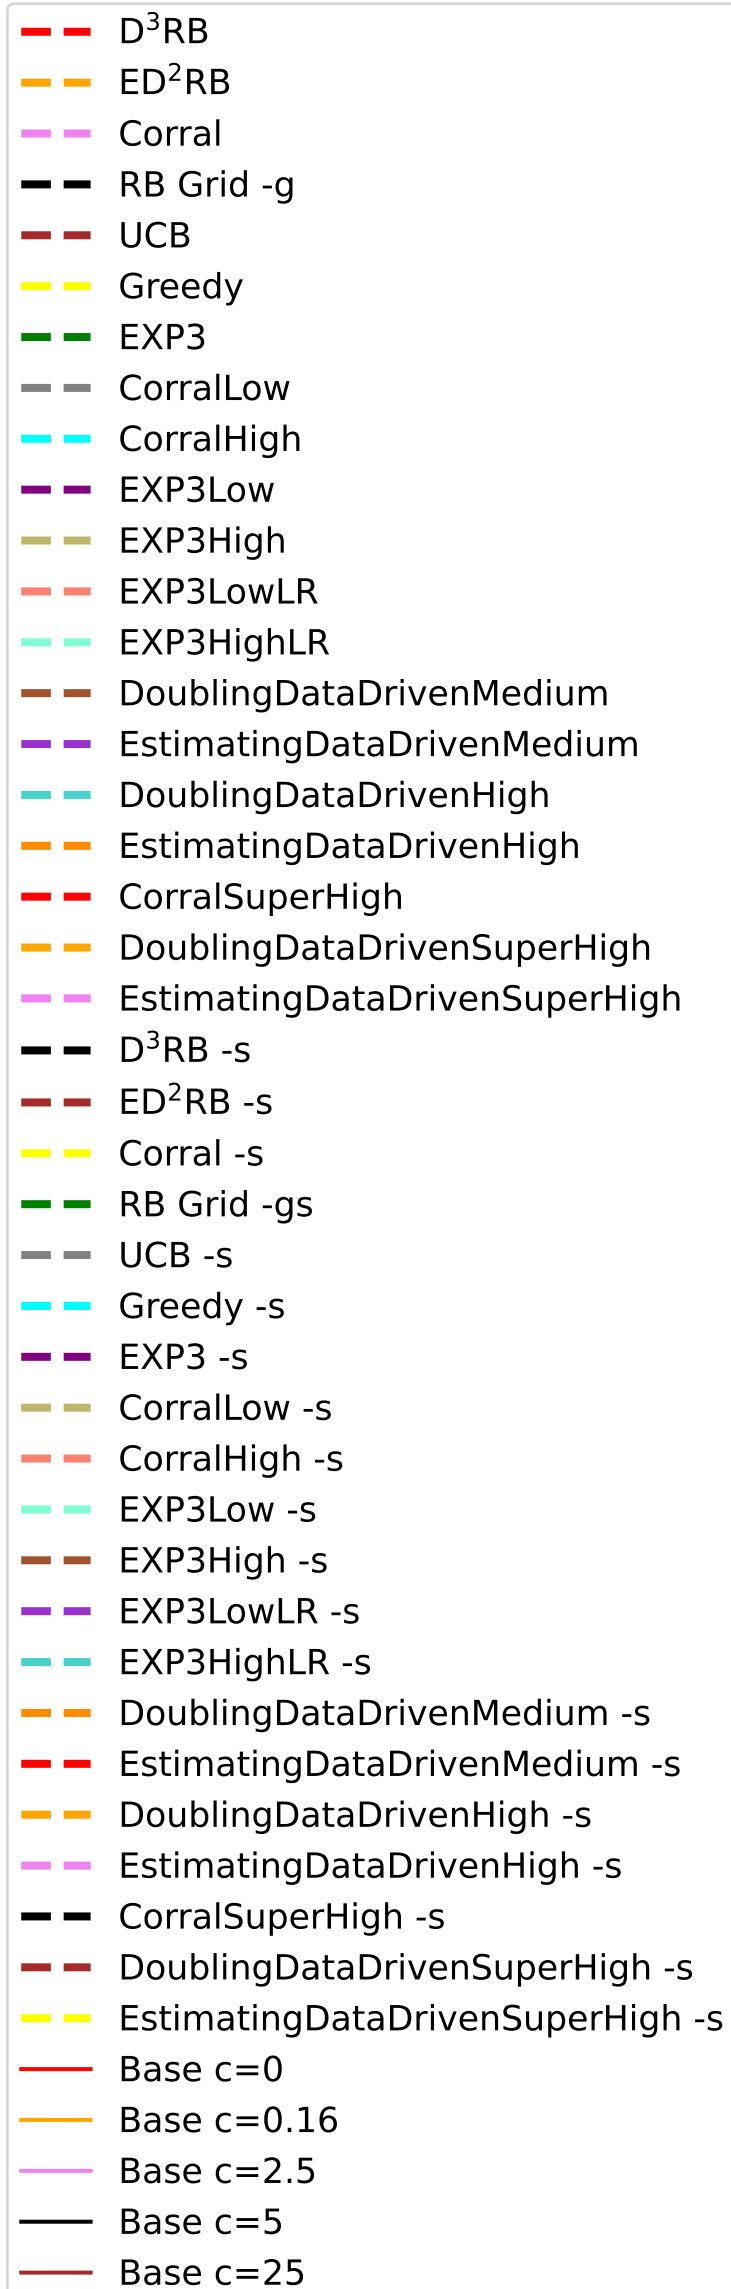 D³RB
ED²RB
Corral
RB Grid -g
UCB
Greedy
EXP3
CorralLow
CorralHigh
EXP3Low
EXP3High
EXP3LowLR
EXP3HighLR
DoublingDataDrivenMedium
EstimatingDataDrivenMedium
DoublingDataDrivenHigh
EstimatingDataDrivenHigh
CorralSuperHigh
DoublingDataDrivenSuperHigh
EstimatingDataDrivenSuperHigh
D³RB -s
ED²RB -s
Corral -s
RB Grid -gs
UCB -s
Greedy -s
EXP3 -s
CorralLow -s
CorralHigh -s
EXP3Low -s
EXP3High -s
EXP3LowLR -s
EXP3HighLR -s
DoublingDataDrivenMedium -s
EstimatingDataDrivenMedium -s
DoublingDataDrivenHigh -s
EstimatingDataDrivenHigh -s
CorralSuperHigh -s
DoublingDataDrivenSuperHigh -s
EstimatingDataDrivenSuperHigh -s
Base c=0
Base c=0.16
Base c=2.5
Base c=5
Base c=25